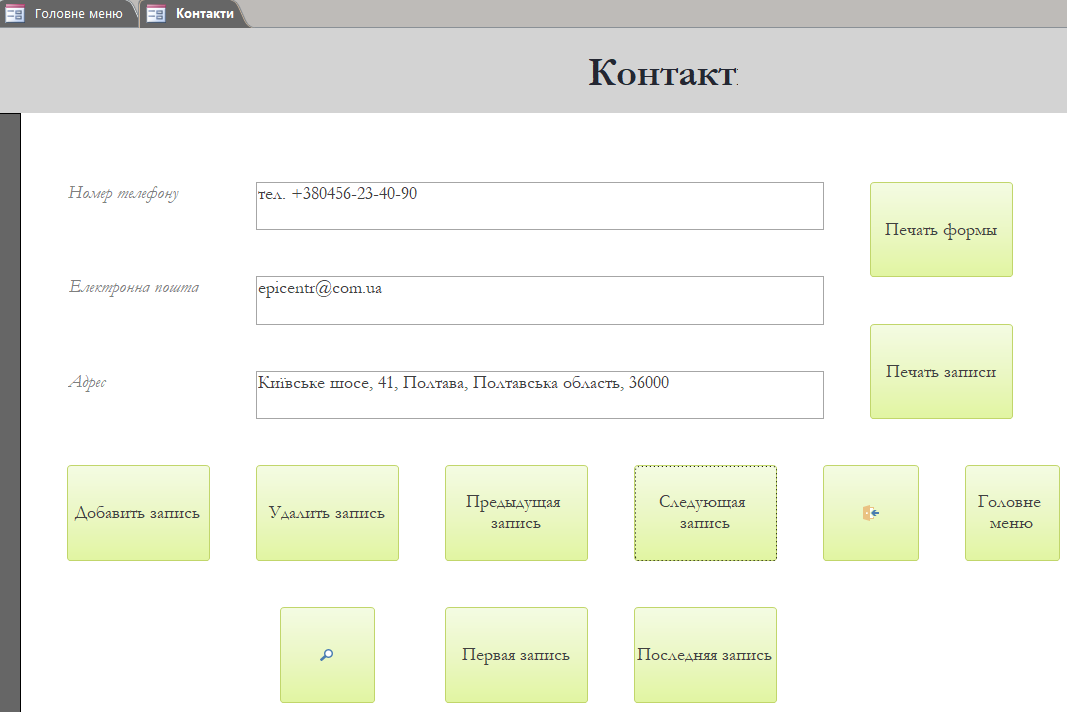 Головне меню
Контакти
Контакт
Номер телефону
тел. +380456-23-40-90
Печать формы
Електронна пошта
epicentr@com.ua
Печать записи
Адрес
Київське шосе, 41, Полтава, Полтавська область, 36000
Добавить запись
Удалить запись
Предыдущая
запись
Следующая
запись
Головне
меню
Первая запись
Последняя запись